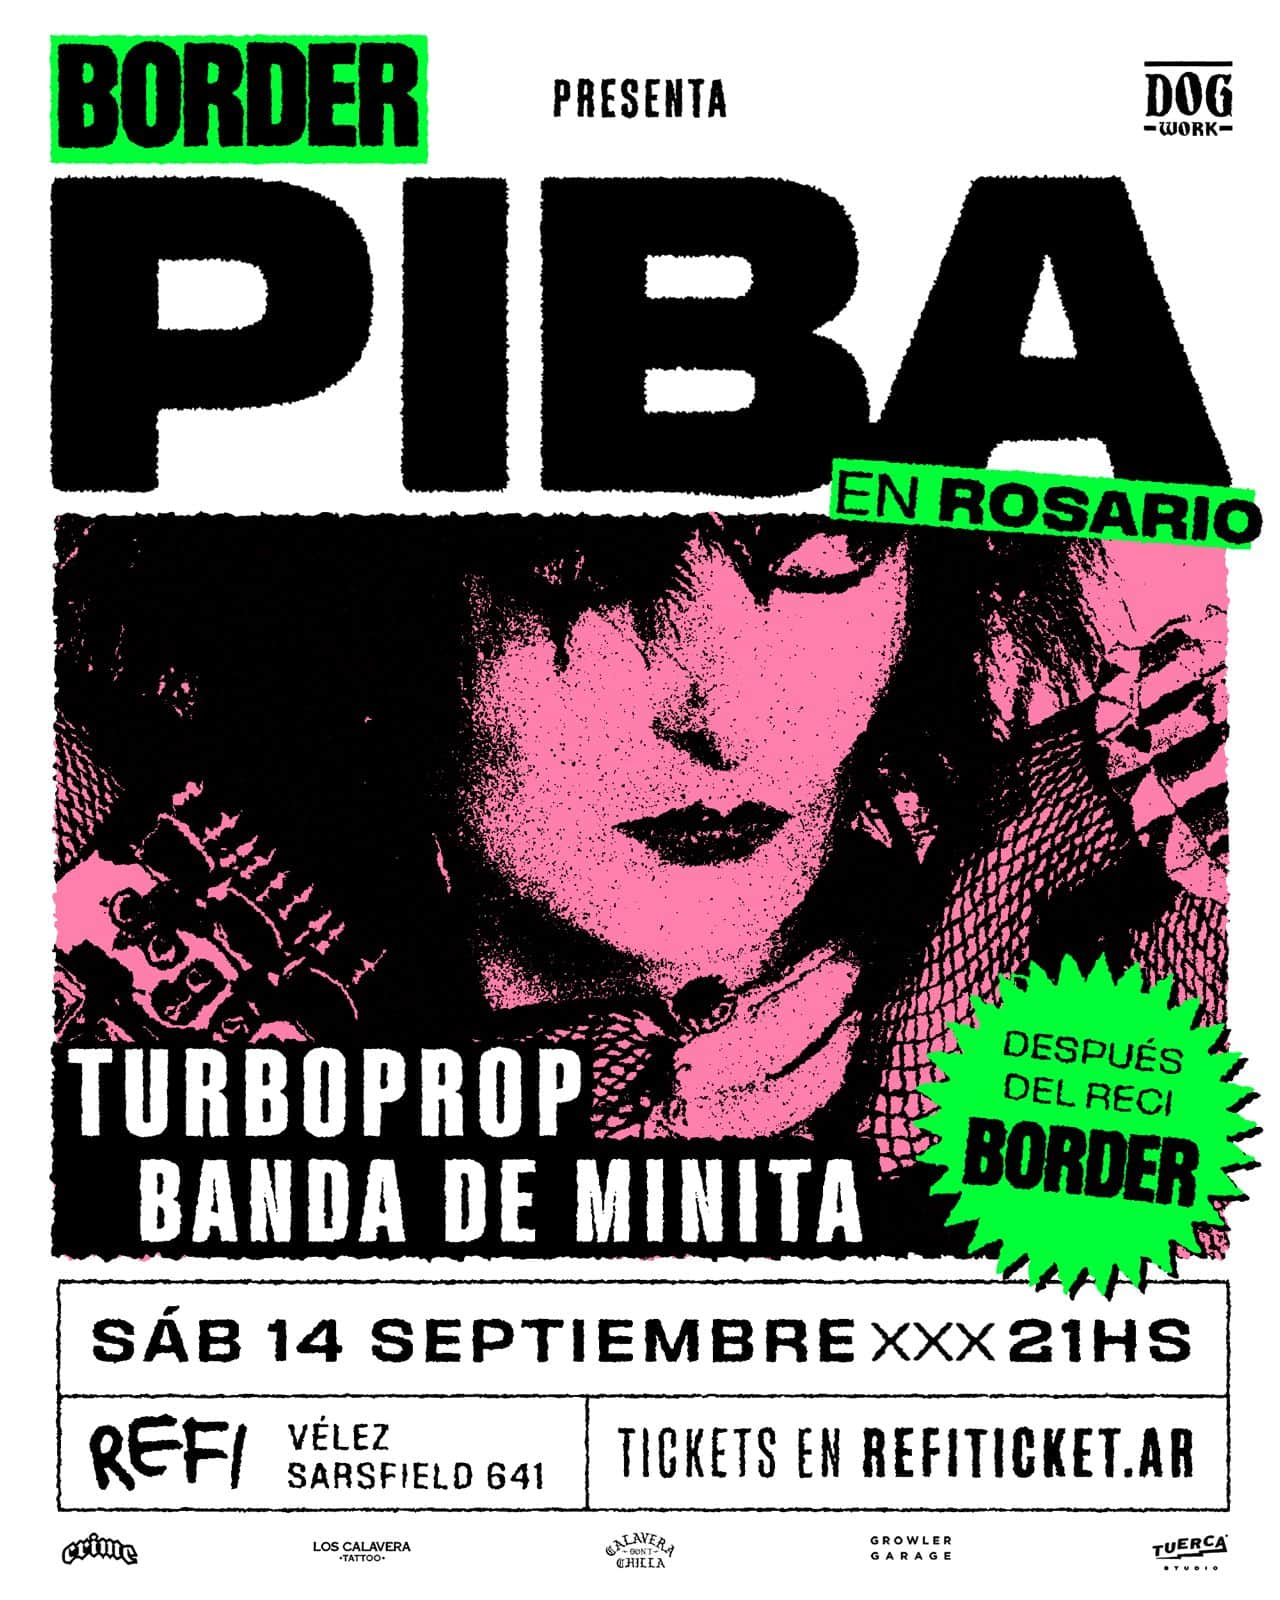 BORDER
PRESENTA
DOG
WORK
PIBA
EN ROSARIO
TURBOPROP
BANDA DE MINITA
DESPUÉS
DEL RECI
BORDER
SÁB 14 SEPTIEMBRE XXX 21HS
REFI
VÉLEZ
SARSFIELD 641
TICKETS EN REFITICKET.AR
crime
LOS CALAVERA
•TATTOO•
CALAVERA
DON'T
CHILLA
GROWLER
GARAGE
TUERCA
STUDIO